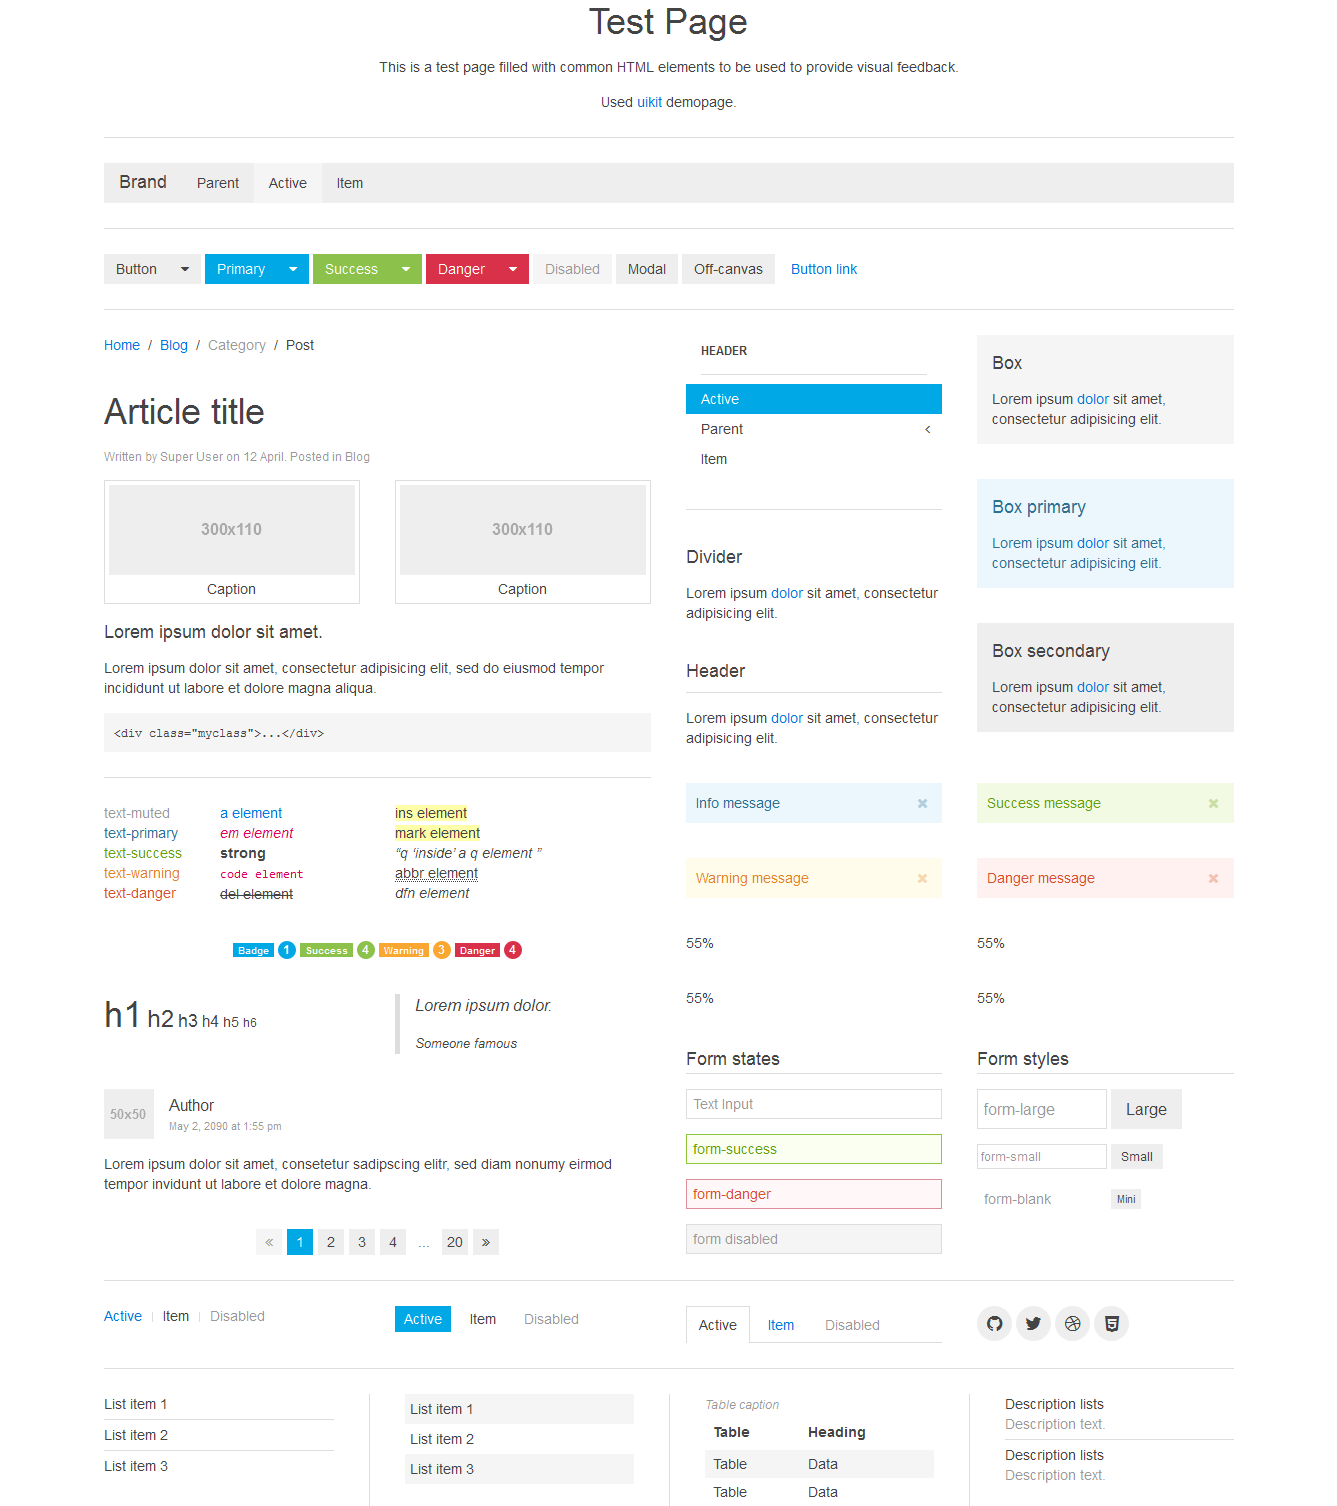 Test Page
This is a test page filled with common HTML elements to be used to provide visual feedback.
Used uikit demopage.
Brand Parent Active Item
Button Primary Success Danger Disabled Modal Off-canvas Button link
Home / Blog / Category / Post
Article title
Written by Super User on 12 April. Posted in Blog
300x110 300x110
Caption Caption
Lorem ipsum dolor sit amet.
Lorem ipsum dolor sit amet, consectetur adipisicing elit, sed do eiusmod tempor
incididunt ut labore et dolore magna aliqua.
<div class="myclass">...</div>
text-muted a element ins element
text-primary em element mark element
text-success strong “q ‘inside’ a q element ”
text-warning code element abbr element
text-danger del element dfn element
Badge 1 Success 4 Warning 3 Danger 4
h1 h2 h3 h4 h5 h6
Lorem ipsum dolor.
Someone famous
50x50
Author
May 2, 2090 at 1:55 pm
Lorem ipsum dolor sit amet, consetetur sadipscing elitr, sed diam nonumy eirmod
tempor invidunt ut labore et dolore magna.
« 1 2 3 4 ... 20 »
HEADER
Active
Parent
Item
Divider
Lorem ipsum dolor sit amet, consectetur
adipisicing elit.
Header
Lorem ipsum dolor sit amet, consectetur
adipisicing elit.
Box
Lorem ipsum dolor sit amet,
consectetur adipisicing elit.
Box primary
Lorem ipsum dolor sit amet,
consectetur adipisicing elit.
Box secondary
Lorem ipsum dolor sit amet,
consectetur adipisicing elit.
Info message Success message
Warning message Danger message
55% 55%
55% 55%
Form states
Text Input
form-success
form-danger
form disabled
Form styles
form-large Large
form-small Small
form-blank Mini
Active Item Disabled
Active Item Disabled
Active Item Disabled
List item 1
List item 2
List item 3
List item 1
List item 2
List item 3
Table caption
Table Heading
Table Data
Table Data
Description lists
Description text.
Description lists
Description text.